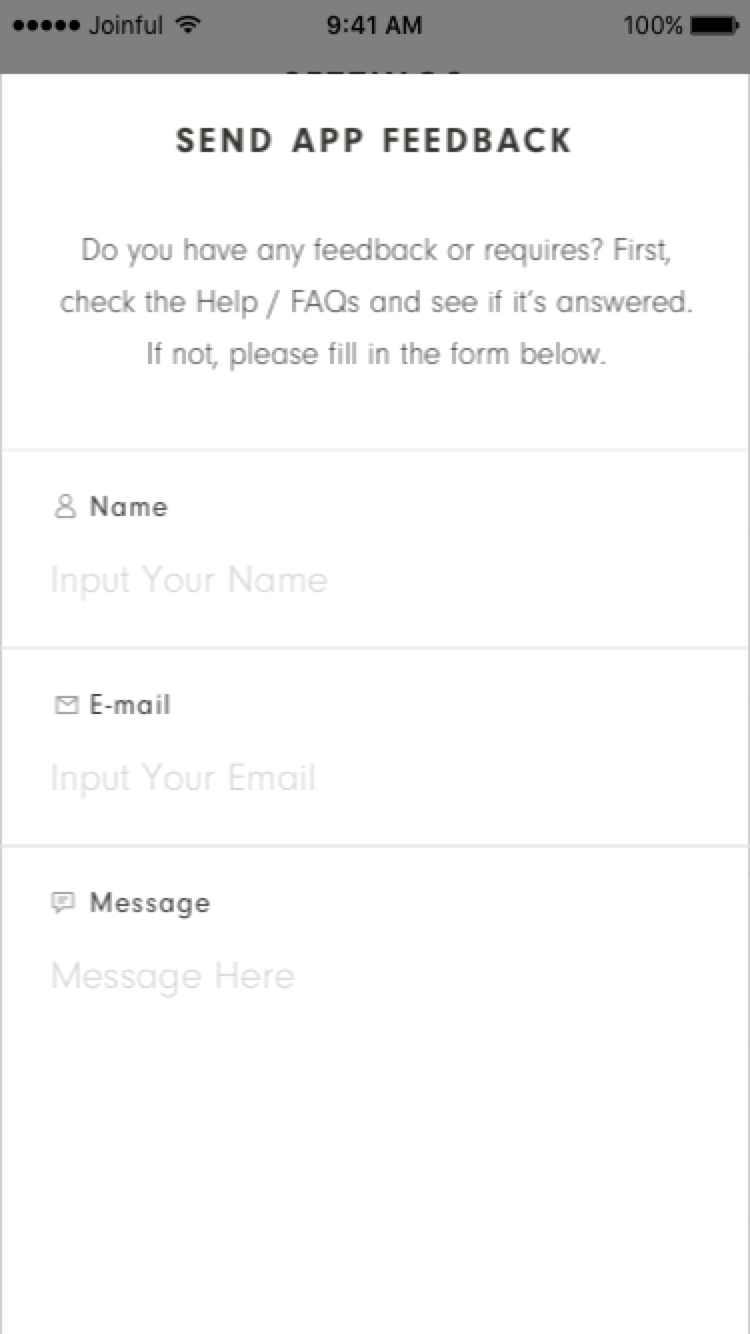 Joinful 9:41 AM 100%
SEND APP FEEDBACK
Do you have any feedback or requires? First,
check the Help / FAQs and see if it's answered.
If not, please fill in the form below.
Name
Input Your Name
E-mail
Input Your Email
Message
Message Here